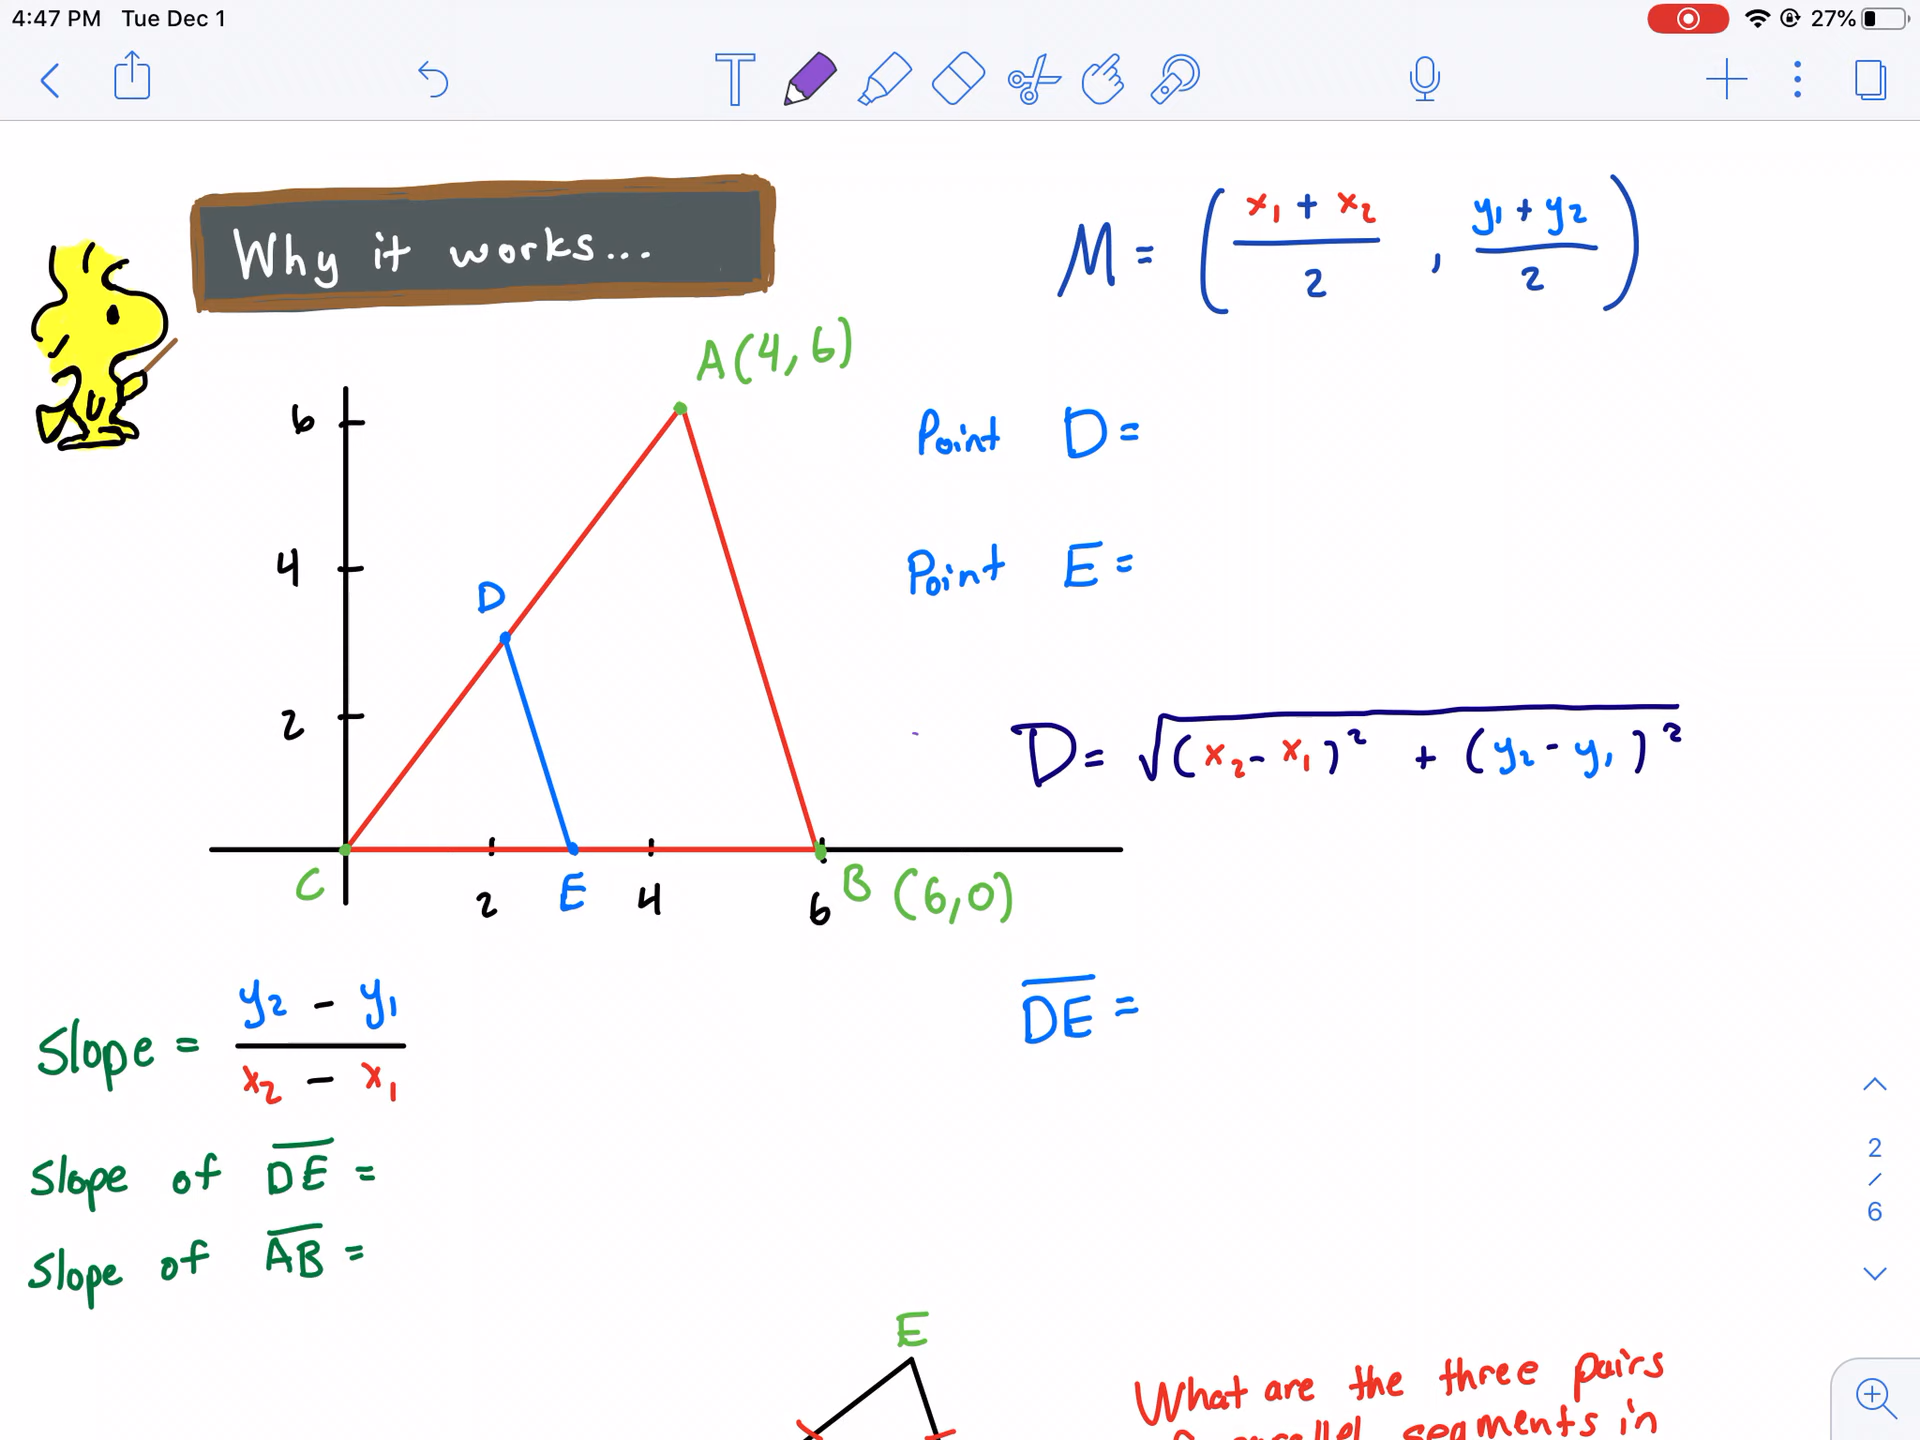 4:47 PM Tue Dec 1
27%
T
Why it works...
M = ( x₁ + x₂ / 2 , y₁ + y₂ / 2 )
A(4,6)
6
Point D=
4
Point E=
D
2
D= √(x₂ - x₁)² + (y₂ - y₁)²
C
2
E
4
6
B (6,0)
Slope = y₂ - y₁ / x₂ - x₁
DE =
Slope of DE =
Slope of AB =
2
/
6
E
What are the three pairs
segments in